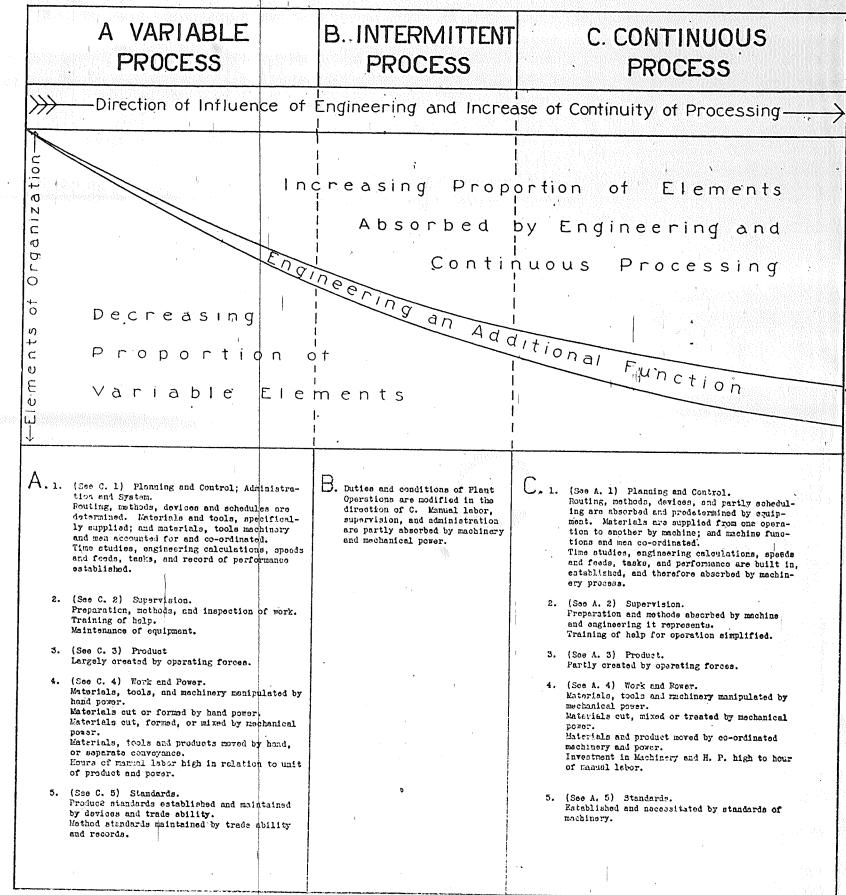 A VARIABLE
PROCESS
B. INTERMITTENT
PROCESS
C. CONTINUOUS
PROCESS
Direction of Influence of Engineering and Increase of Continuity of Processing
Elements of Organization
Increasing Proportion of Elements
Absorbed by Engineering and
Continuous Processing
Engineering an Additional Function
Decreasing
Proportion of
Variable Elements
A. 1. (See C. 1) Planning and Control; Administra-
tion and System.
Routing, methods, devices and schedules are
determined. Materials and tools, specifical-
ly supplied; and materials, tools machinery
and men accounted for and co-ordinated.
Time studies, engineering calculations, speeds
and feeds, tasks, and record of performance
established.
2. (See C. 2) Supervision.
Preparation, methods, and inspection of work.
Training of help.
Maintenance of equipment.
3. (See C. 3) Product
Largely created by operating forces.
4. (See C. 4) Work and Power.
Materials, tools, and machinery manipulated by
hand power.
Materials cut or formed by hand power.
Materials cut, formed, or mixed by mechanical
power.
Materials, tools and products moved by hand,
or separate conveyance.
Hours of manual labor high in relation to unit
of product and power.
5. (See C. 5) Standards.
Product standards established and maintained
by devices and trade ability.
Method standards maintained by trade ability
and records.
B. Duties and conditions of Plant
Operations are modified in the
direction of C. Manual labor,
supervision, and administration
are partly absorbed by machinery
and mechanical power.
C. 1. (See A. 1) Planning and Control.
Routing, methods, devices, and partly schedul-
ing are absorbed and predetermined by equip-
ment. Materials are supplied from one opera-
tion to another by machine; and machine func-
tions and men co-ordinated.
Time studies, engineering calculations, speeds
and feeds, tasks, and performance are built in,
established, and therefore absorbed by machin-
ery process.
2. (See A. 2) Supervision.
Preparation and methods absorbed by machine
and engineering it represents.
Training of help for operation simplified.
3. (See A. 3) Product.
Partly created by operating forces.
4. (See A. 4) Work and Power.
Materials, tools and machinery manipulated by
mechanical power.
Materials cut, mixed or treated by mechanical
power.
Materials and product moved by co-ordinated
machinery and power.
Investment in Machinery and H. P. high to hour
of manual labor.
5. (See A. 5) Standards.
Established and necessitated by standards of
machinery.